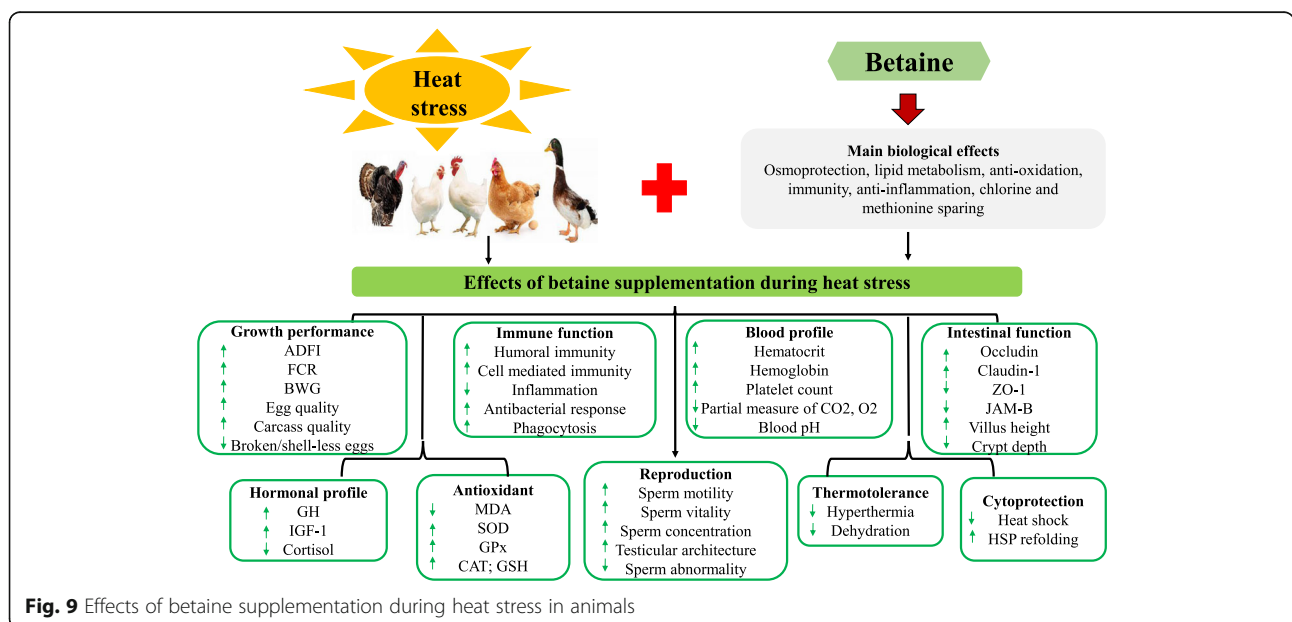 Heat
stress
Betaine
Main biological effects
Osmoprotection, lipid metabolism, anti-oxidation,
immunity, anti-inflammation, chlorine and
methionine sparing
Effects of betaine supplementation during heat stress
Growth performance
↑ ADFI
↑ FCR
↑ BWG
↑ Egg quality
↑ Carcass quality
↓ Broken/shell-less eggs
Immune function
↑ Humoral immunity
↑ Cell mediated immunity
↓ Inflammation
↑ Antibacterial response
↑ Phagocytosis
Blood profile
↑ Hematocrit
↑ Hemoglobin
↑ Platelet count
↓ Partial measure of CO2, O2
↓ Blood pH
Intestinal function
↑ Occludin
↑ Claudin-1
↓ ZO-1
↓ JAM-B
↑ Villus height
↓ Crypt depth
Hormonal profile
↑ GH
↑ IGF-1
↓ Cortisol
Antioxidant
↓ MDA
↑ SOD
↑ GPx
↑ CAT; GSH
Reproduction
↑ Sperm motility
↑ Sperm vitality
↑ Sperm concentration
↑ Testicular architecture
↓ Sperm abnormality
Thermotolerance
↓ Hyperthermia
↓ Dehydration
Cytoprotection
↓ Heat shock
↑ HSP refolding
Fig. 9 Effects of betaine supplementation during heat stress in animals